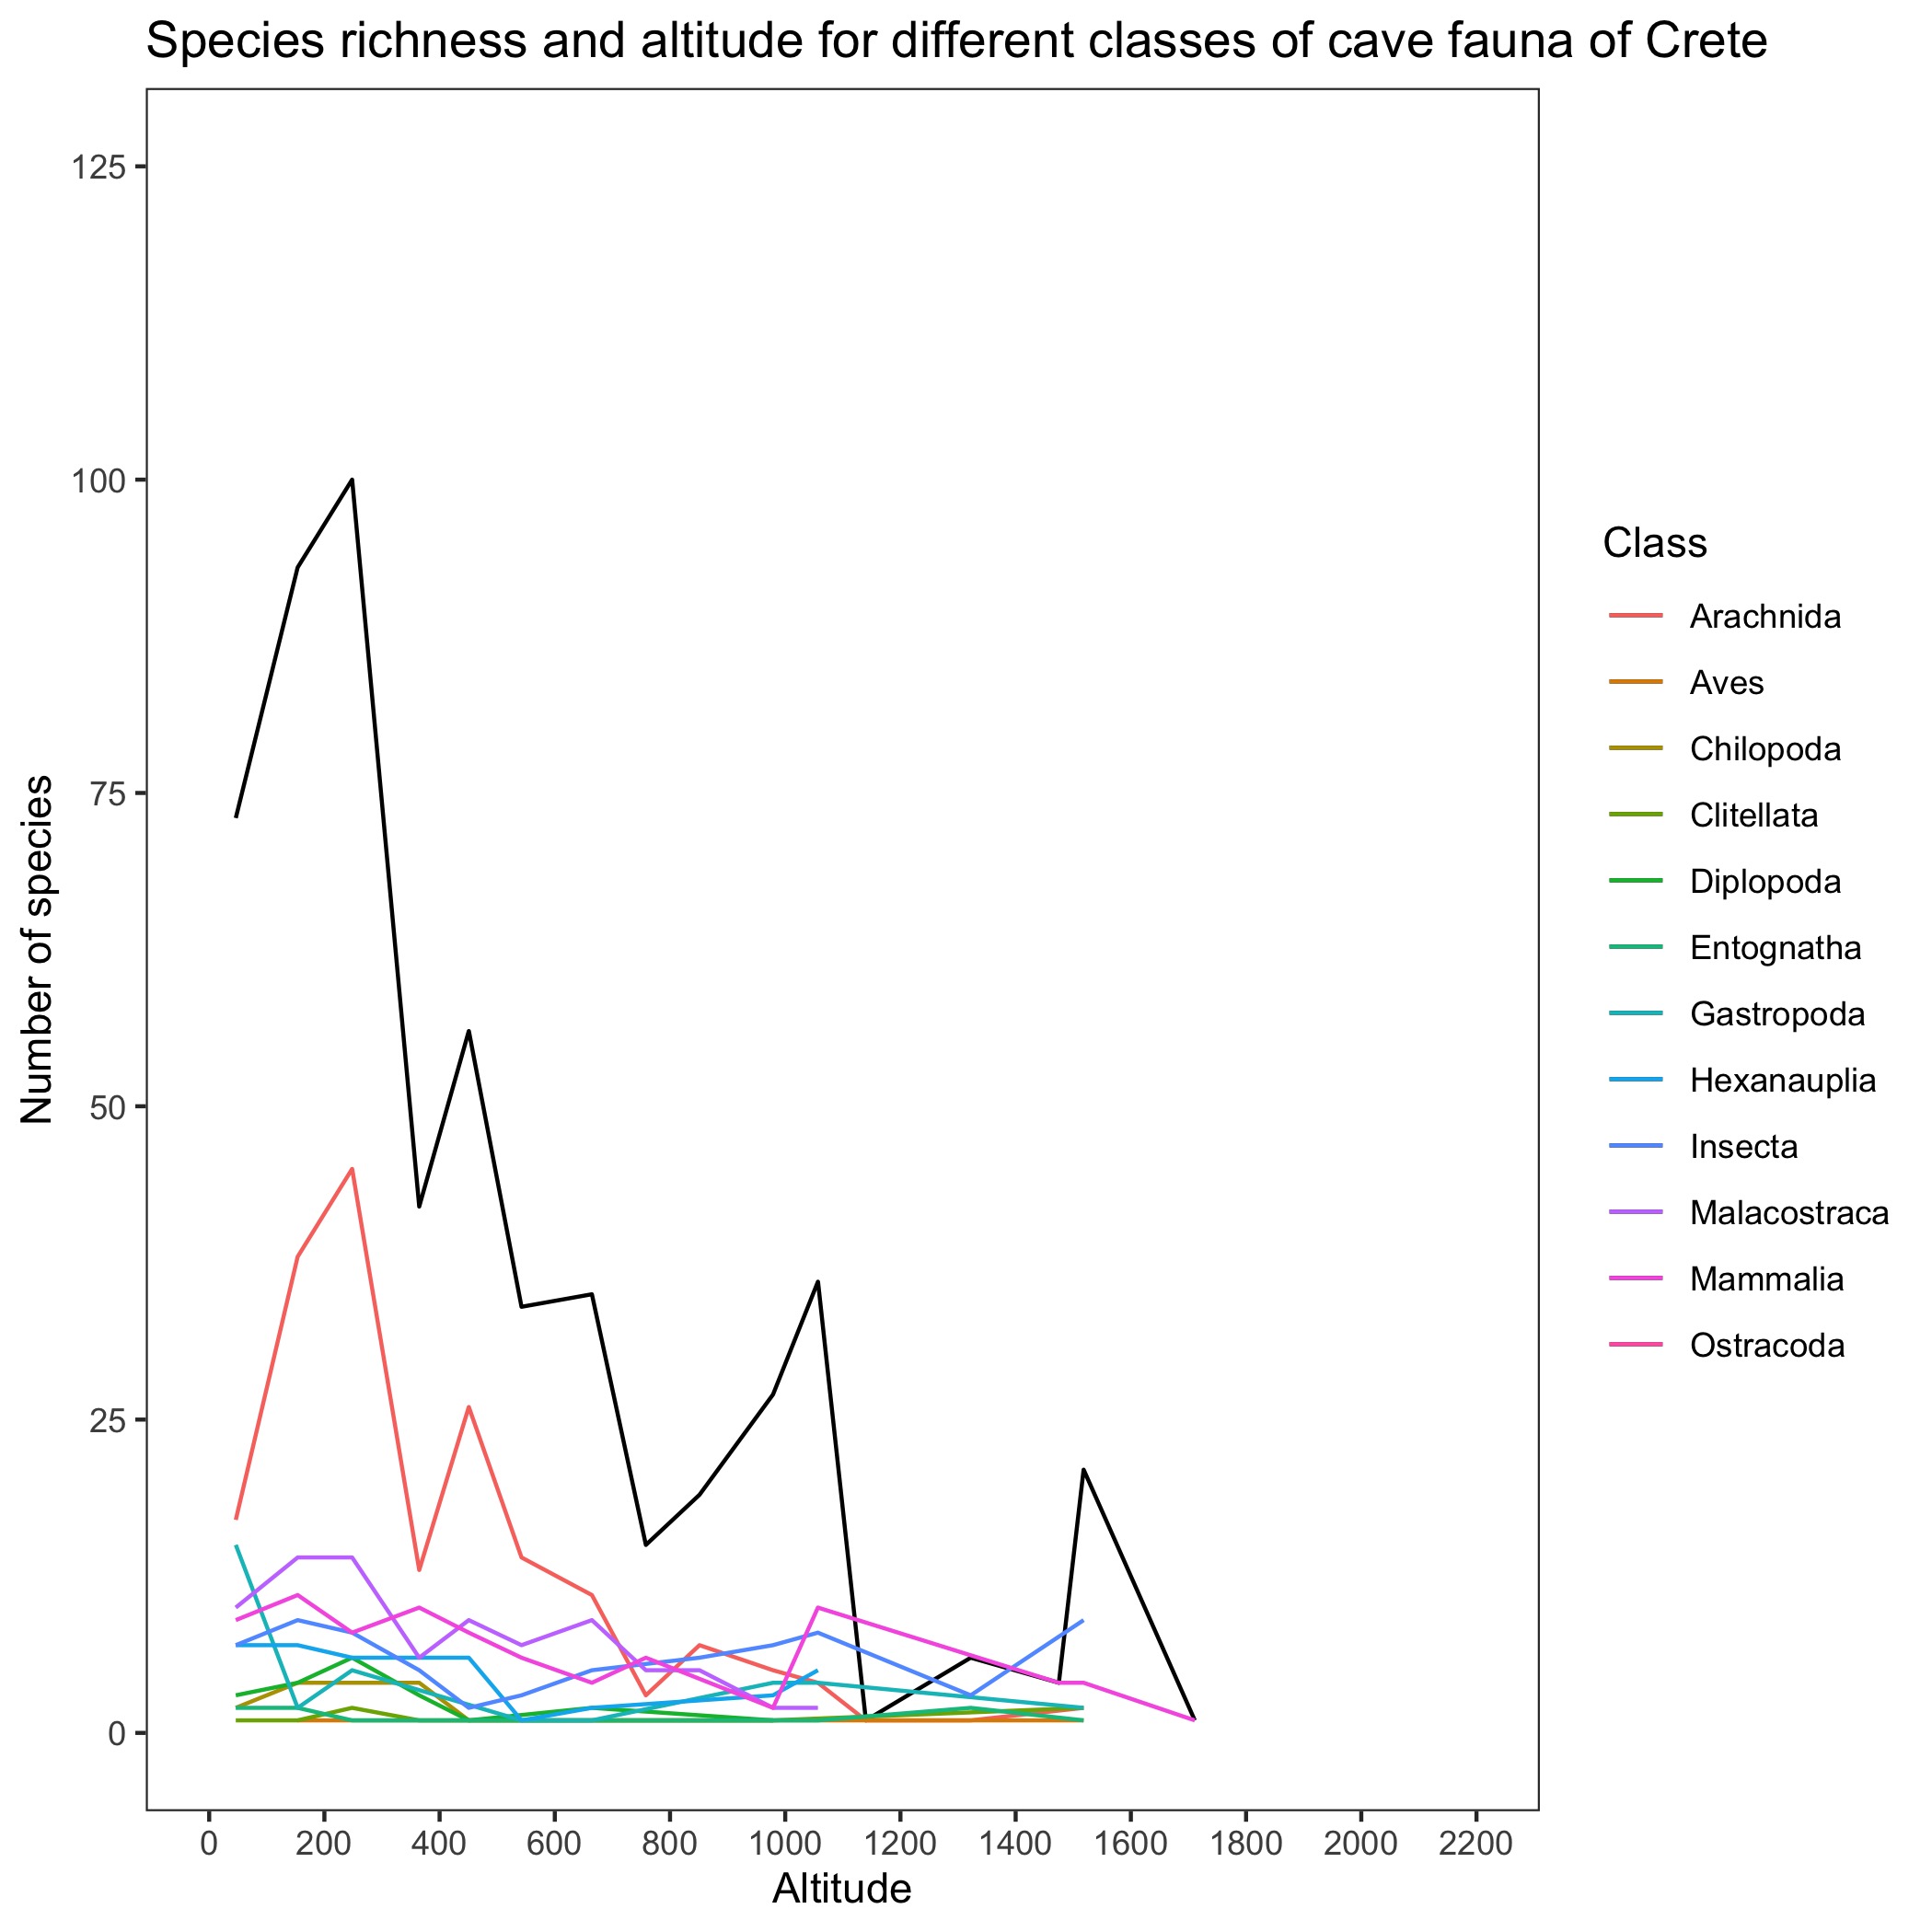 Species richness and altitude for different classes of cave fauna of Crete
125
100
75
50
25
0
Number of species
0 200 400 600 800 1000 1200 1400 1600 1800 2000 2200
Altitude
Class
Arachnida
Aves
Chilopoda
Clitellata
Diplopoda
Entognatha
Gastropoda
Hexanauplia
Insecta
Malacostraca
Mammalia
Ostracoda